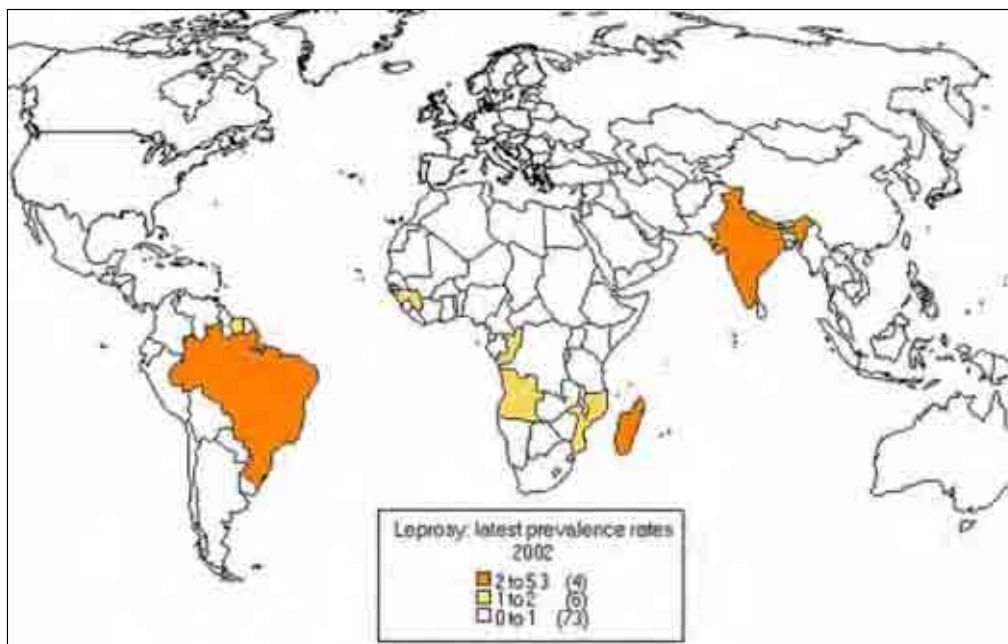 Leprosy: latest prevalence rates
2002
2 to 5.3 (4)
1 to 2 (6)
0 to 1 (73)